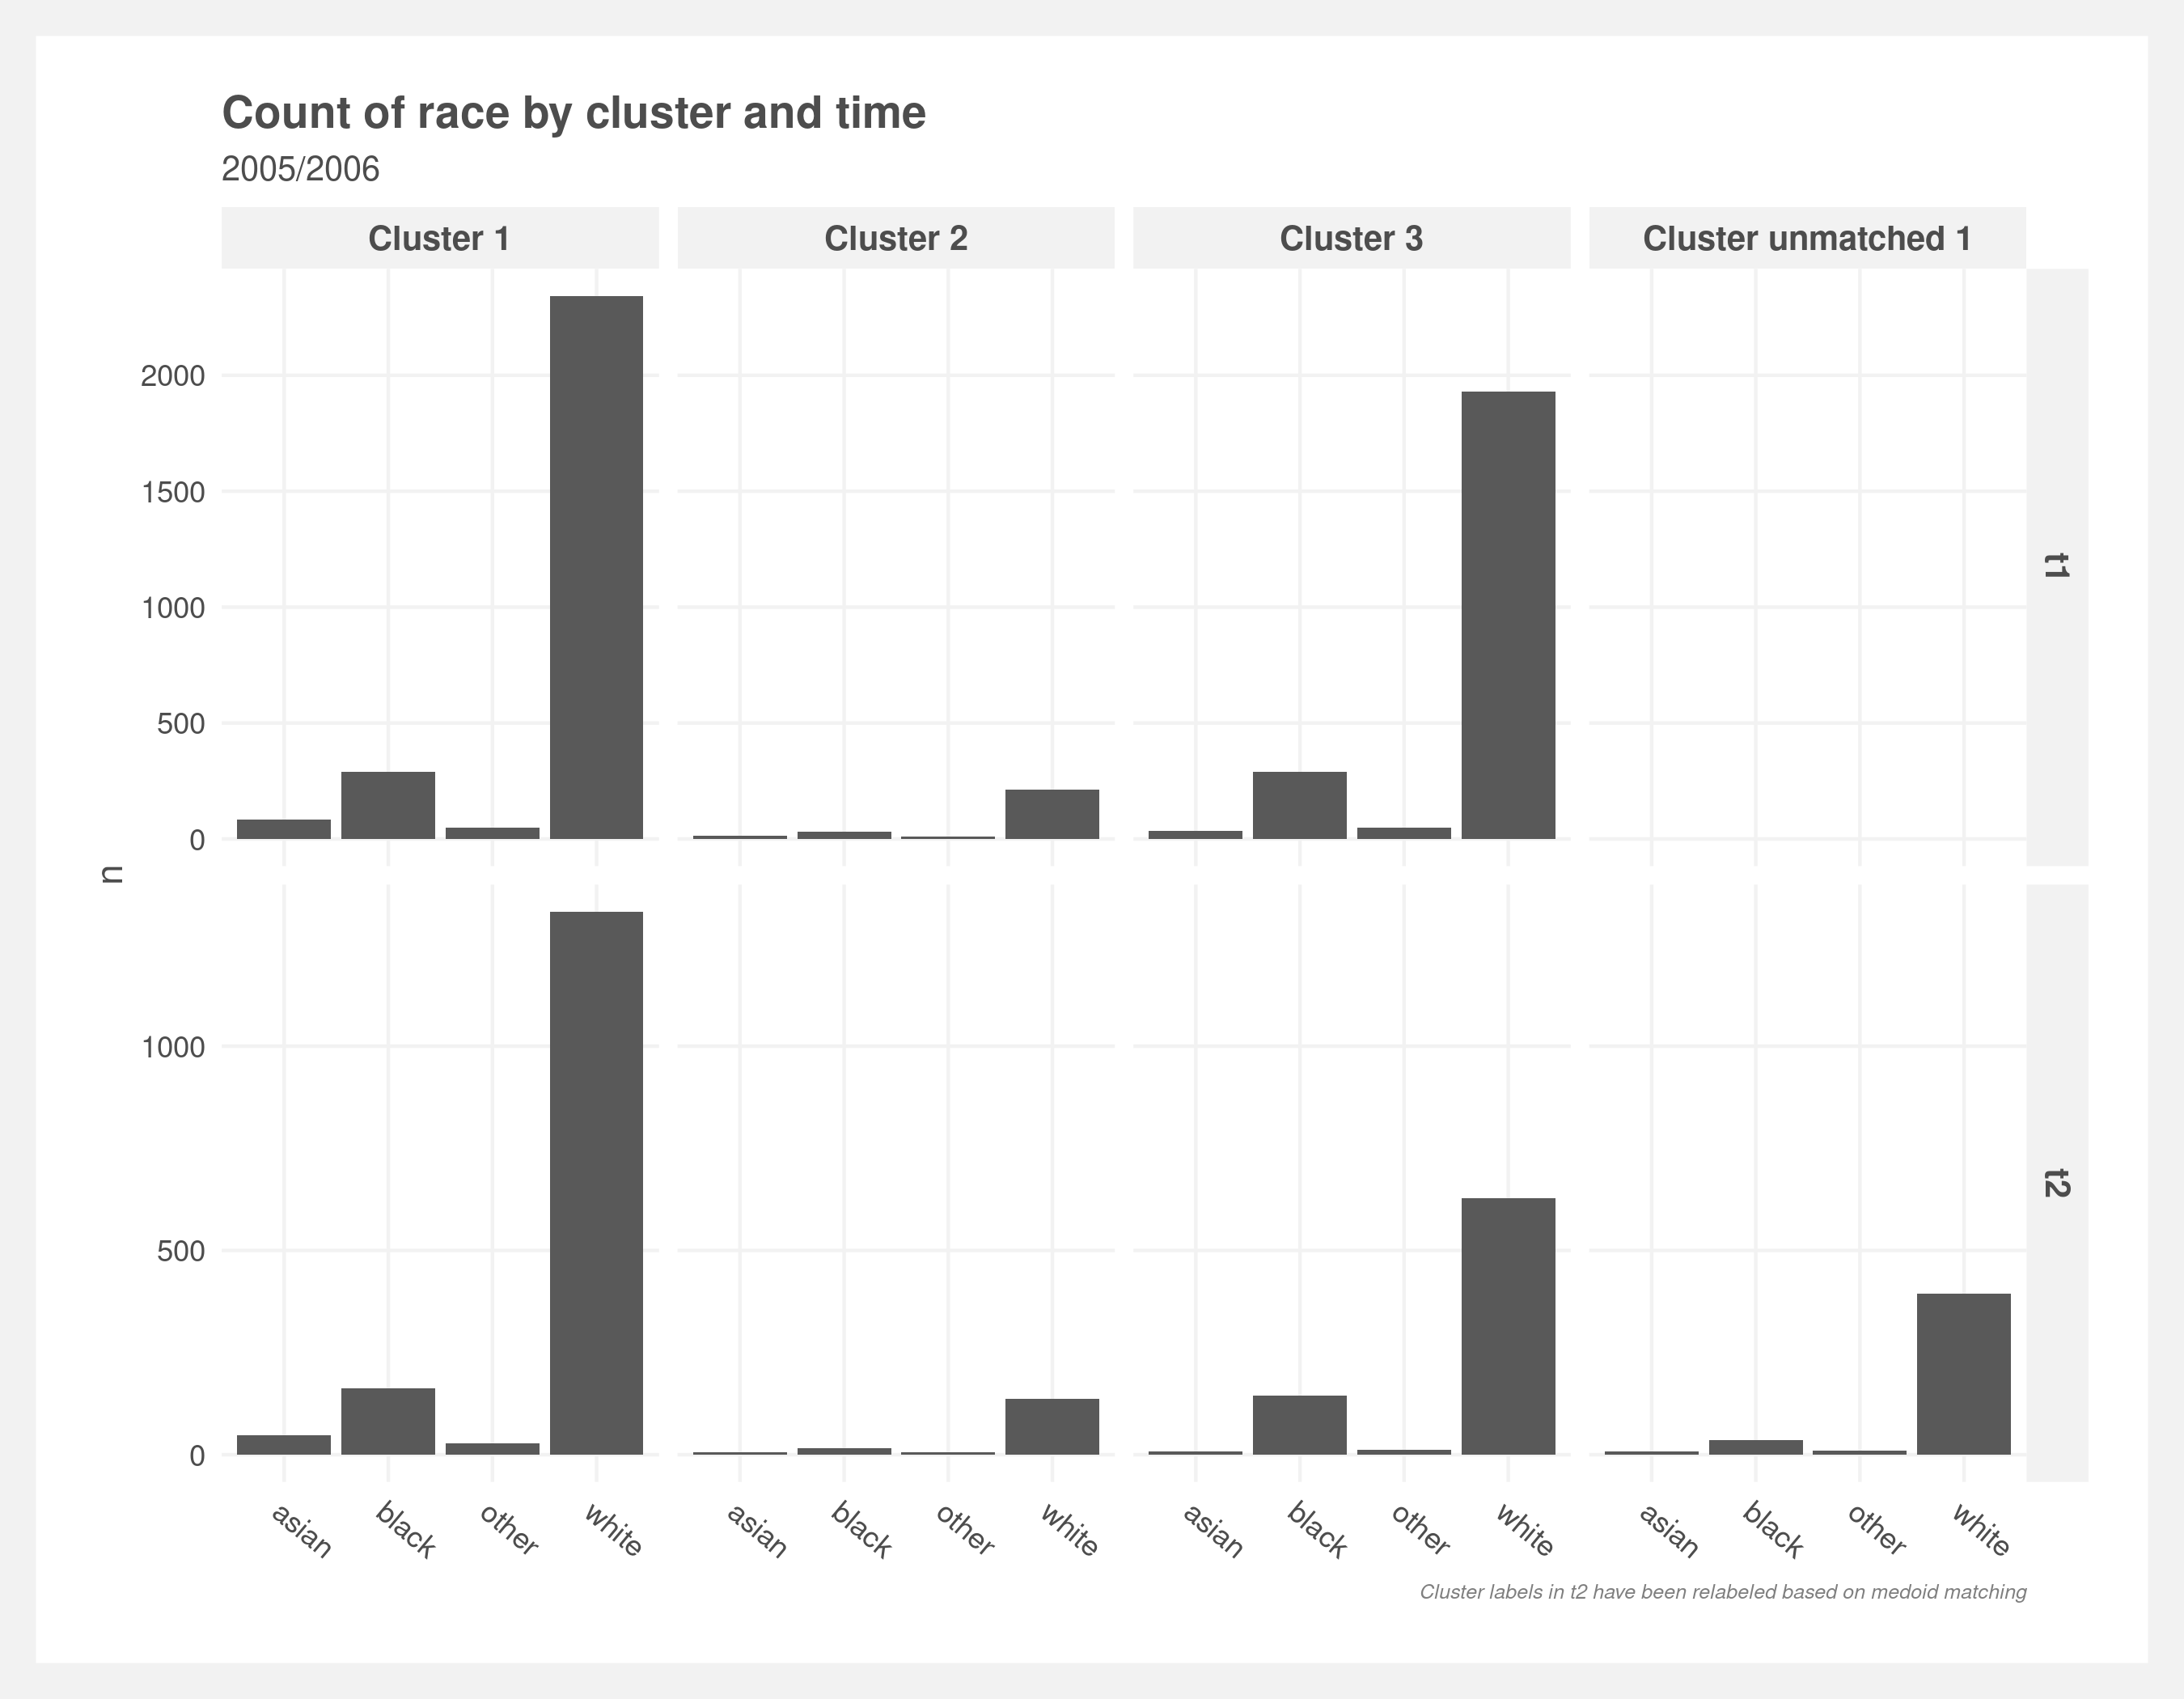 Count of race by cluster and time
2005/2006
Cluster 1
Cluster 2
Cluster 3
Cluster unmatched 1
2000
1500
1000
500
0
t1
n
1000
500
0
t2
asian
black
other
white
asian
black
other
white
asian
black
other
white
asian
black
other
white
Cluster labels in t2 have been relabeled based on medoid matching